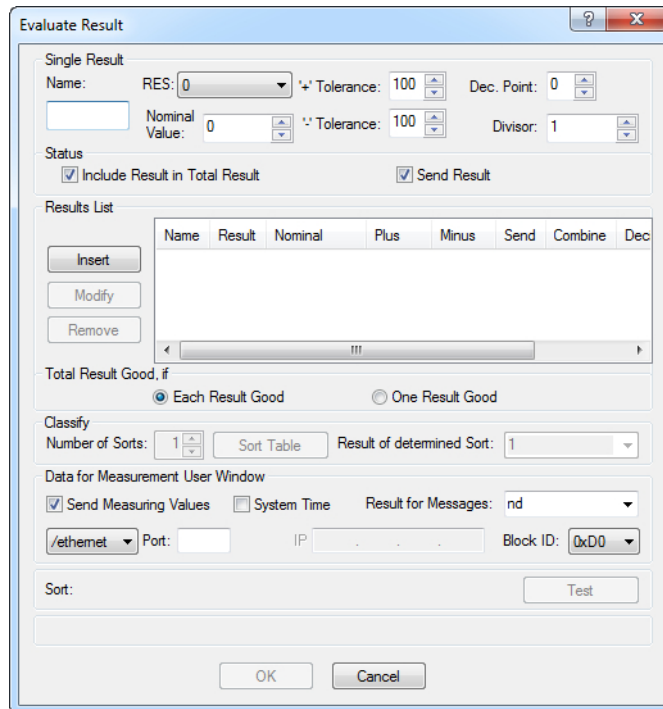 Evaluate Result
Single Result
Name: RES: 0 '+' Tolerance: 100 Dec. Point: 0
Nominal Value: 0 '-' Tolerance: 100 Divisor: 1
Status
Include Result in Total Result Send Result
Results List
Name Result Nominal Plus Minus Send Combine Dec
Insert
Modify
Remove
Total Result Good, if
Each Result Good One Result Good
Classify
Number of Sorts: 1 Sort Table Result of determined Sort: 1
Data for Measurement User Window
Send Measuring Values System Time Result for Messages: nd
/ethernet Port: IP . . . Block ID: 0xD0
Sort: Test
OK Cancel